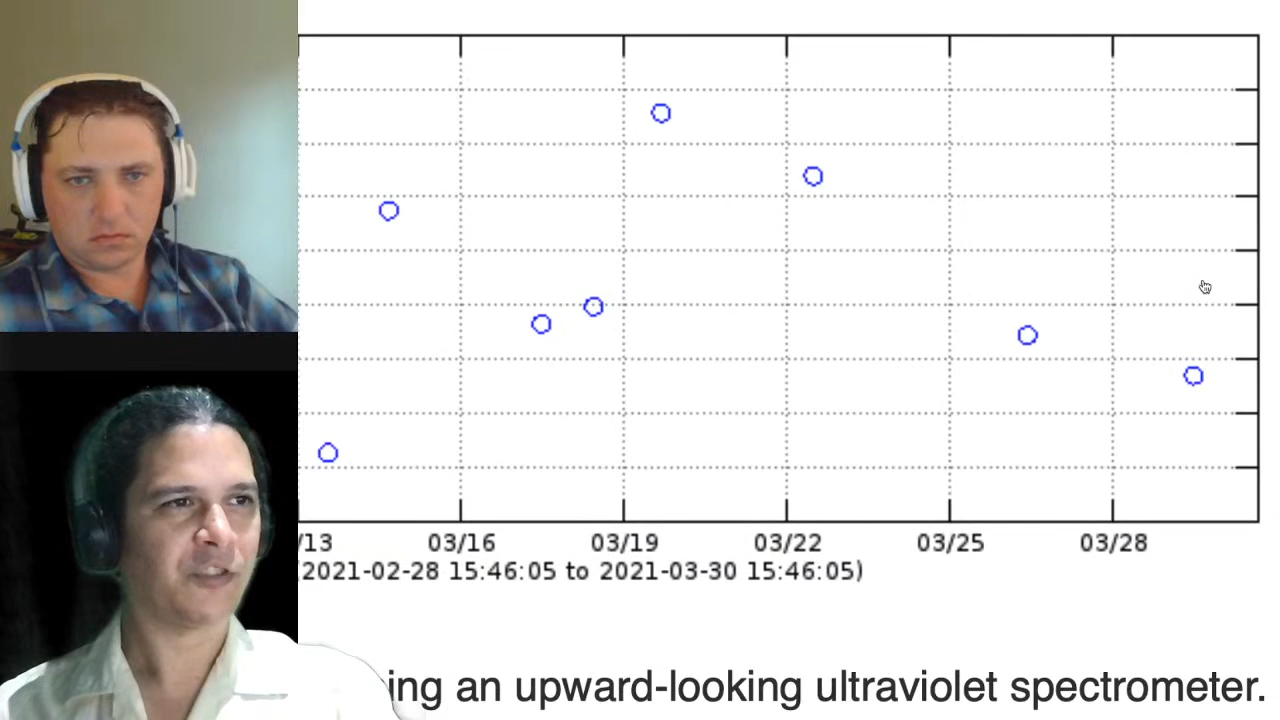 /13 03/16 03/19 03/22 03/25 03/28
(2021-02-28 15:46:05 to 2021-03-30 15:46:05)
ing an upward-looking ultraviolet spectrometer.